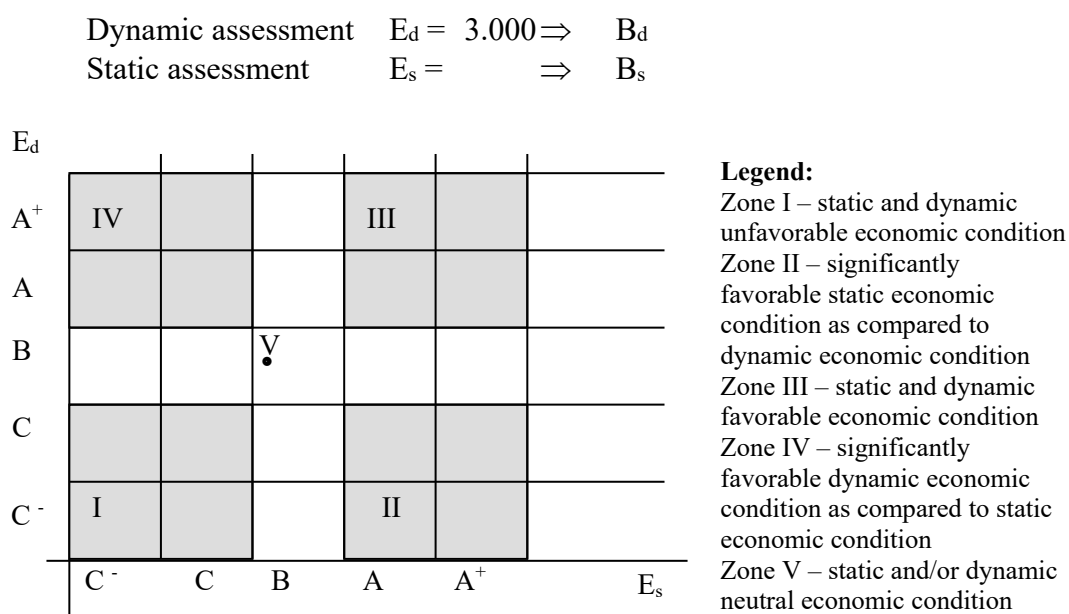 Dynamic assessment E_d = 3.000 ⇒ B_d
Static assessment E_s = ⇒ B_s
E_d
Legend:
Zone I – static and dynamic
unfavorable economic condition
Zone II – significantly
favorable static economic
condition as compared to
dynamic economic condition
Zone III – static and dynamic
favorable economic condition
Zone IV – significantly
favorable dynamic economic
condition as compared to static
economic condition
Zone V – static and/or dynamic
neutral economic condition
A⁺ IV III
A
B V
C
C⁻ I II
C⁻ C B A A⁺ E_s